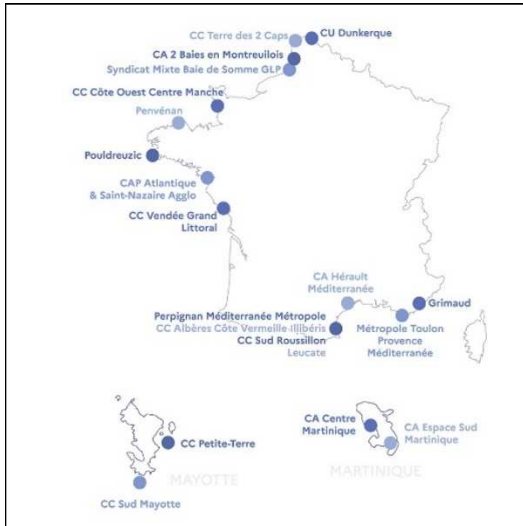 CC Terre des 2 Caps
CU Dunkerque
CA 2 Baies en Montreuilois
Syndicat Mixte Baie de Somme GLP
CC Côte Ouest Centre Manche
Penvénan
Pouldreuzic
CAP Atlantique
& Saint-Nazaire Agglo
CC Vendée Grand
Littoral
CA Hérault
Méditerranée
Perpignan Méditerranée Métropole
CC Albères Côte Vermeille Illibéris
CC Sud Roussillon
Leucate
Grimaud
Métropole Toulon
Provence
Méditerranée
CC Petite-Terre
MAYOTTE
CC Sud Mayotte
CA Centre
Martinique
CA Espace Sud
Martinique
MARTINIQUE